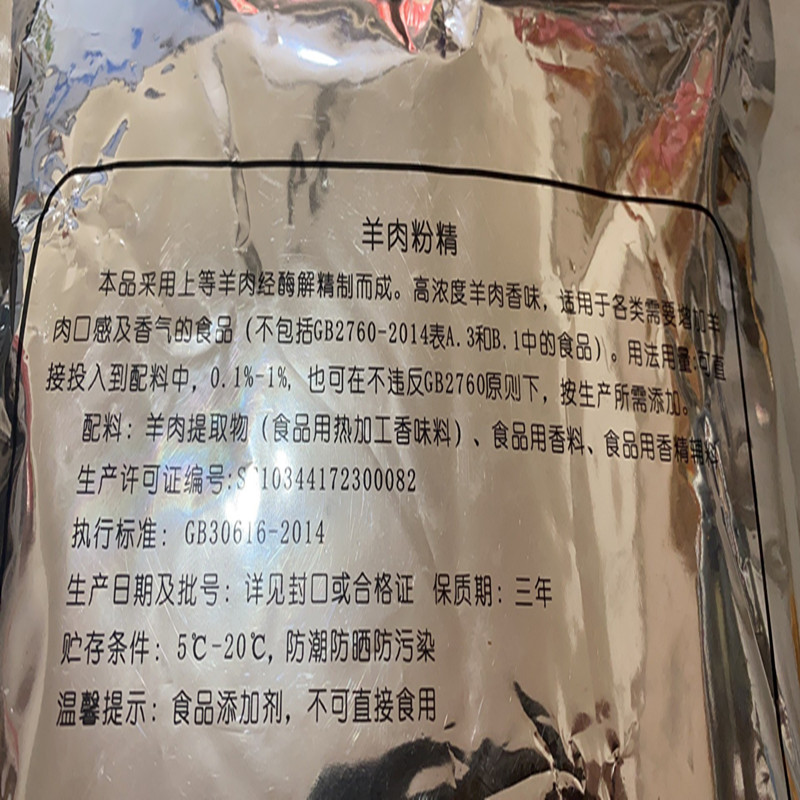 羊肉粉精
本品采用上等羊肉经酶解精制而成。高浓度羊肉香味，适用于各类需要增加羊
肉口感及香气的食品（不包括GB2760-2014表A.3和B.1中的食品）。用法用量:可直
接投入到配料中，0.1%-1%，也可在不违反GB2760原则下，按生产所需添加。
配料：羊肉提取物（食品用热加工香味料）、食品用香料、食品用香精辅料
生产许可证编号:SC10344172300082
执行标准：GB30616-2014
生产日期及批号：详见封口或合格证 保质期：三年
贮存条件：5℃-20℃，防潮防晒防污染
温馨提示：食品添加剂，不可直接食用